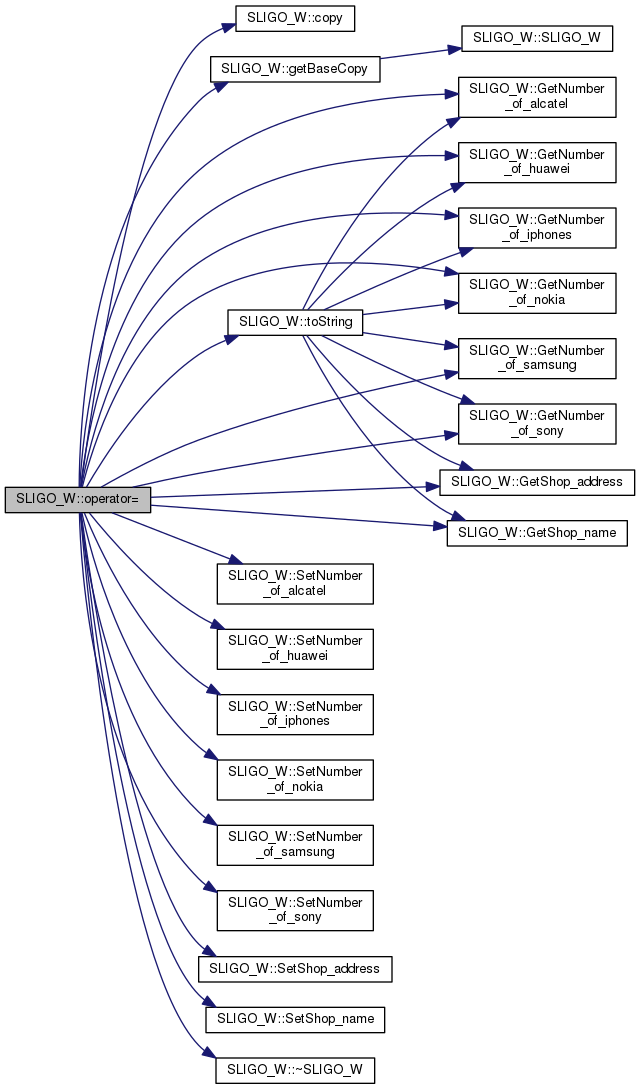 SLIGO_W::copy
SLIGO_W::SLIGO_W
SLIGO_W::getBaseCopy
SLIGO_W::GetNumber
_of_alcatel
SLIGO_W::GetNumber
_of_huawei
SLIGO_W::GetNumber
_of_iphones
SLIGO_W::GetNumber
_of_nokia
SLIGO_W::toString
SLIGO_W::GetNumber
_of_samsung
SLIGO_W::GetNumber
_of_sony
SLIGO_W::GetShop_address
SLIGO_W::operator=
SLIGO_W::GetShop_name
SLIGO_W::SetNumber
_of_alcatel
SLIGO_W::SetNumber
_of_huawei
SLIGO_W::SetNumber
_of_iphones
SLIGO_W::SetNumber
_of_nokia
SLIGO_W::SetNumber
_of_samsung
SLIGO_W::SetNumber
_of_sony
SLIGO_W::SetShop_address
SLIGO_W::SetShop_name
SLIGO_W::~SLIGO_W